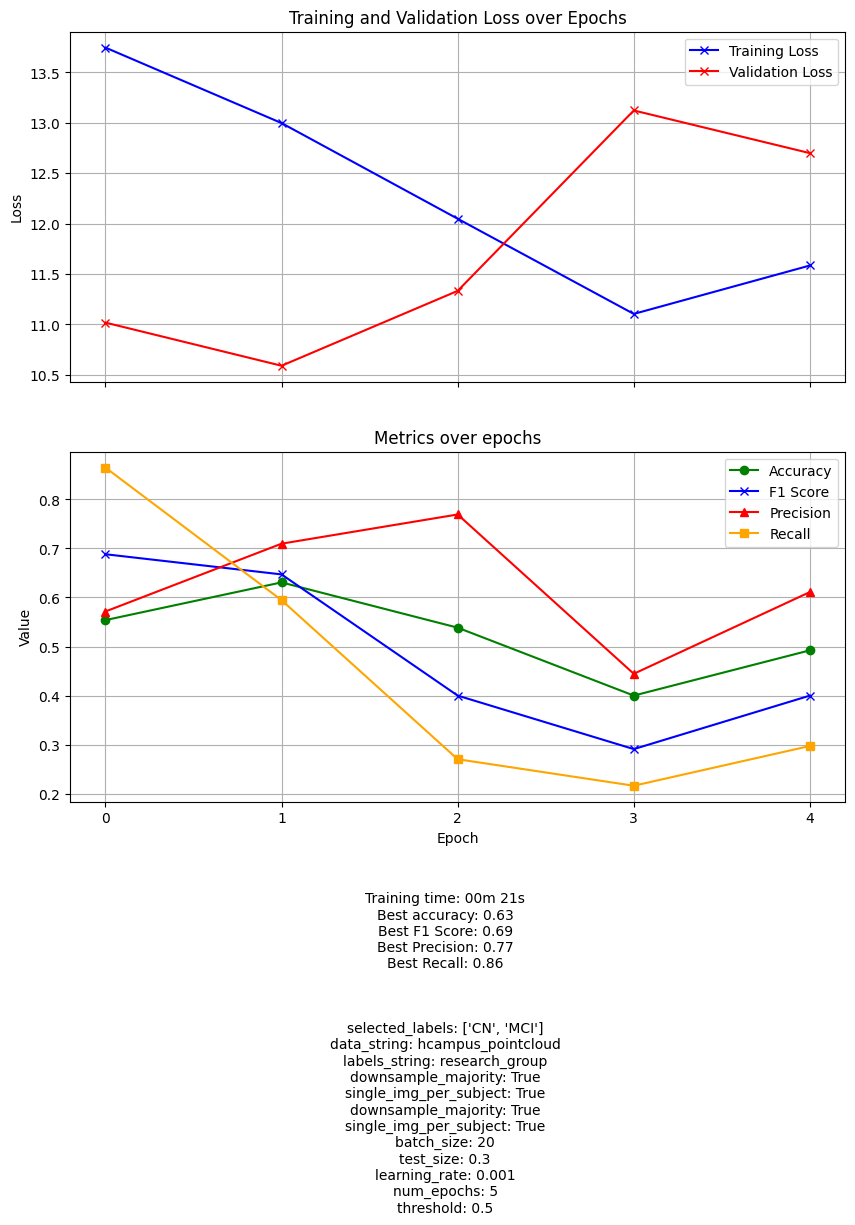 Training and Validation Loss over Epochs
Training Loss
Validation Loss
13.5
13.0
12.5
12.0
11.5
11.0
10.5
Loss
Metrics over epochs
Accuracy
F1 Score
Precision
Recall
0.8
0.7
0.6
0.5
0.4
0.3
0.2
Value
0 1 2 3 4
Epoch
Training time: 00m 21s
Best accuracy: 0.63
Best F1 Score: 0.69
Best Precision: 0.77
Best Recall: 0.86
selected_labels: ['CN', 'MCI']
data_string: hcampus_pointcloud
labels_string: research_group
downsample_majority: True
single_img_per_subject: True
downsample_majority: True
single_img_per_subject: True
batch_size: 20
test_size: 0.3
learning_rate: 0.001
num_epochs: 5
threshold: 0.5